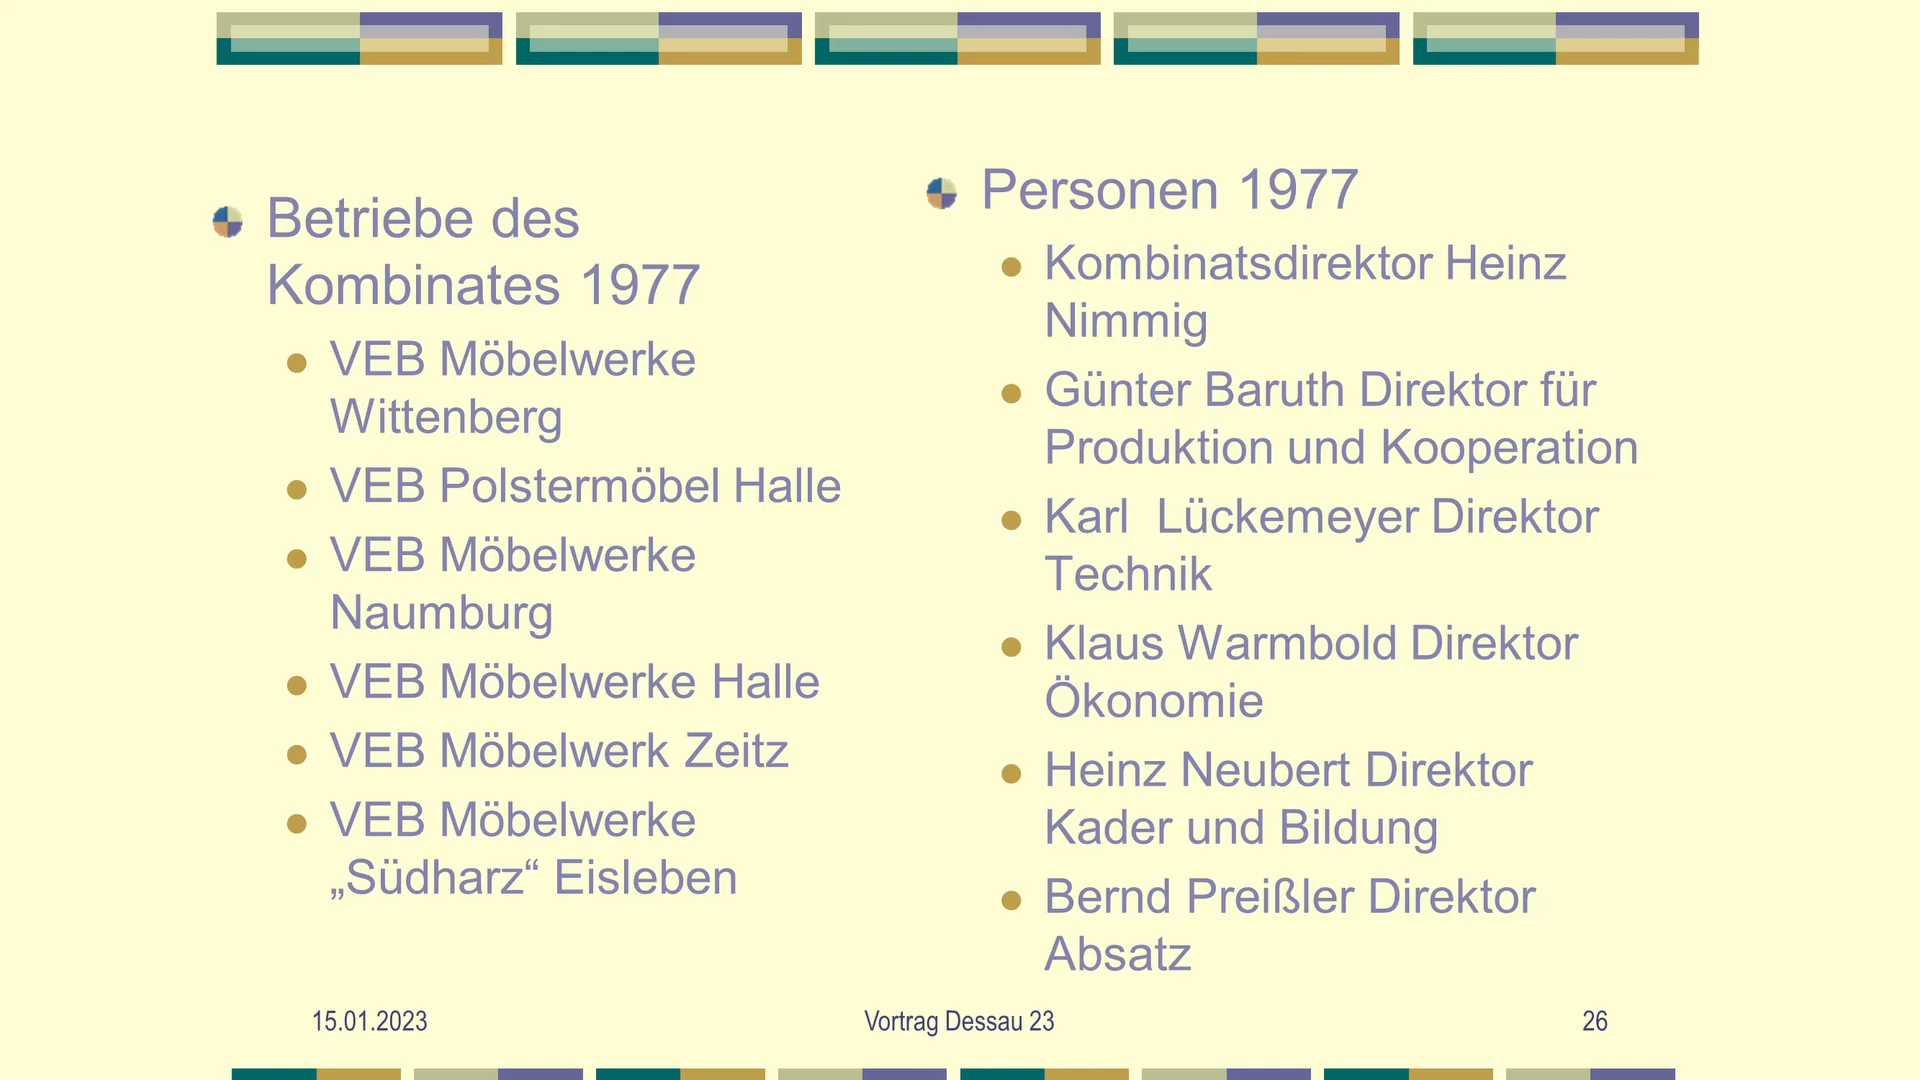 Betriebe des
Kombinates 1977
VEB Möbelwerke
Wittenberg
VEB Polstermöbel Halle
VEB Möbelwerke
Naumburg
VEB Möbelwerke Halle
VEB Möbelwerk Zeitz
VEB Möbelwerke
„Südharz“ Eisleben
Personen 1977
Kombinatsdirektor Heinz
Nimmig
Günter Baruth Direktor für
Produktion und Kooperation
Karl  Lückemeyer Direktor
Technik
Klaus Warmbold Direktor
Ökonomie
Heinz Neubert Direktor
Kader und Bildung
Bernd Preißler Direktor
Absatz
15.01.2023
Vortrag Dessau 23
26